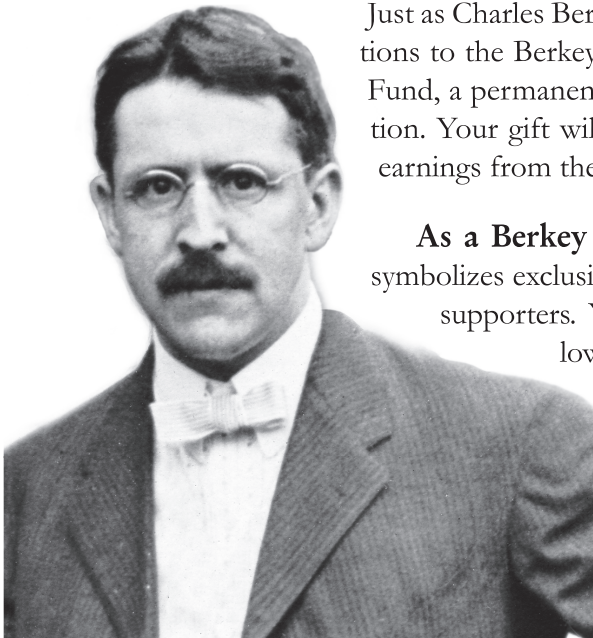 Just as Charles Ber
tions to the Berkey
Fund, a permanen
tion. Your gift wil
earnings from the
As a Berkey
symbolizes exclusi
supporters. Y
low